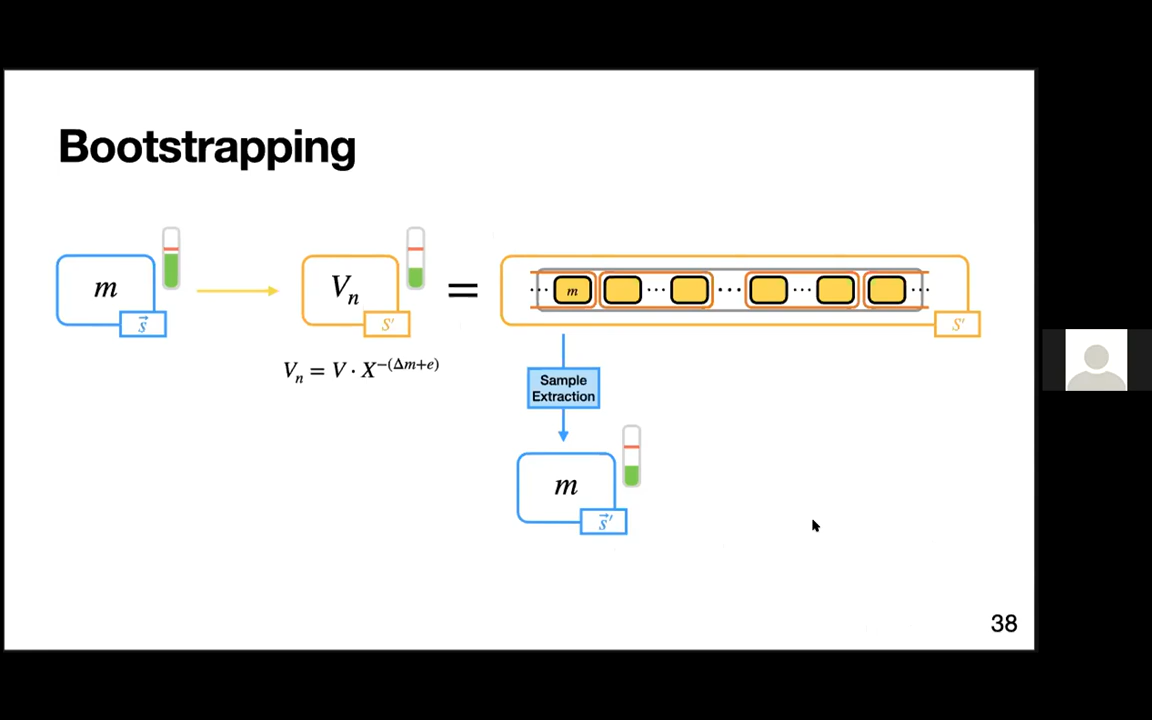 Bootstrapping
m
s⃗
Vₙ
S′
=
··· m ··· ··· ··· ···
S′
Vₙ = V · X^−(Δm+e)
Sample
Extraction
m
s⃗′
38